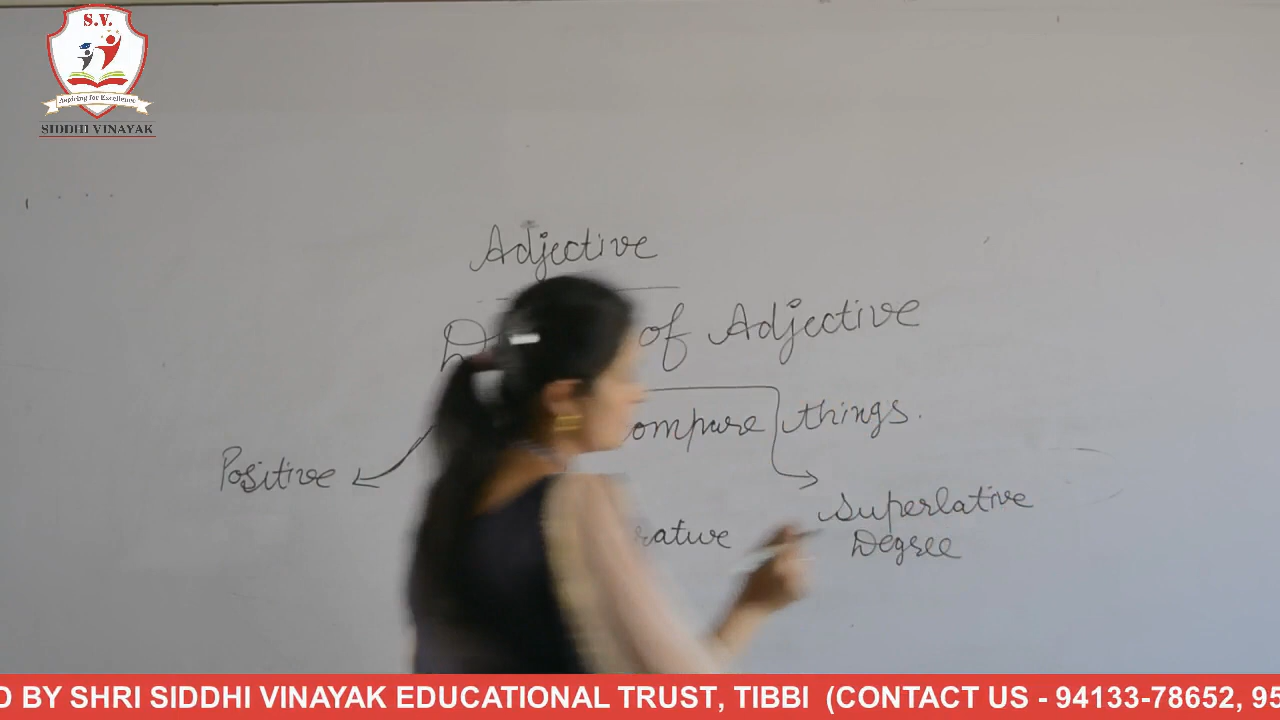 S.V.
Aspiring for Excellence
SIDDHI VINAYAK
Adjective
D of Adjective
ompare things.
Positive
Superlative
rative
Degree
D BY SHRI SIDDHI VINAYAK EDUCATIONAL TRUST, TIBBI (CONTACT US - 94133-78652, 95